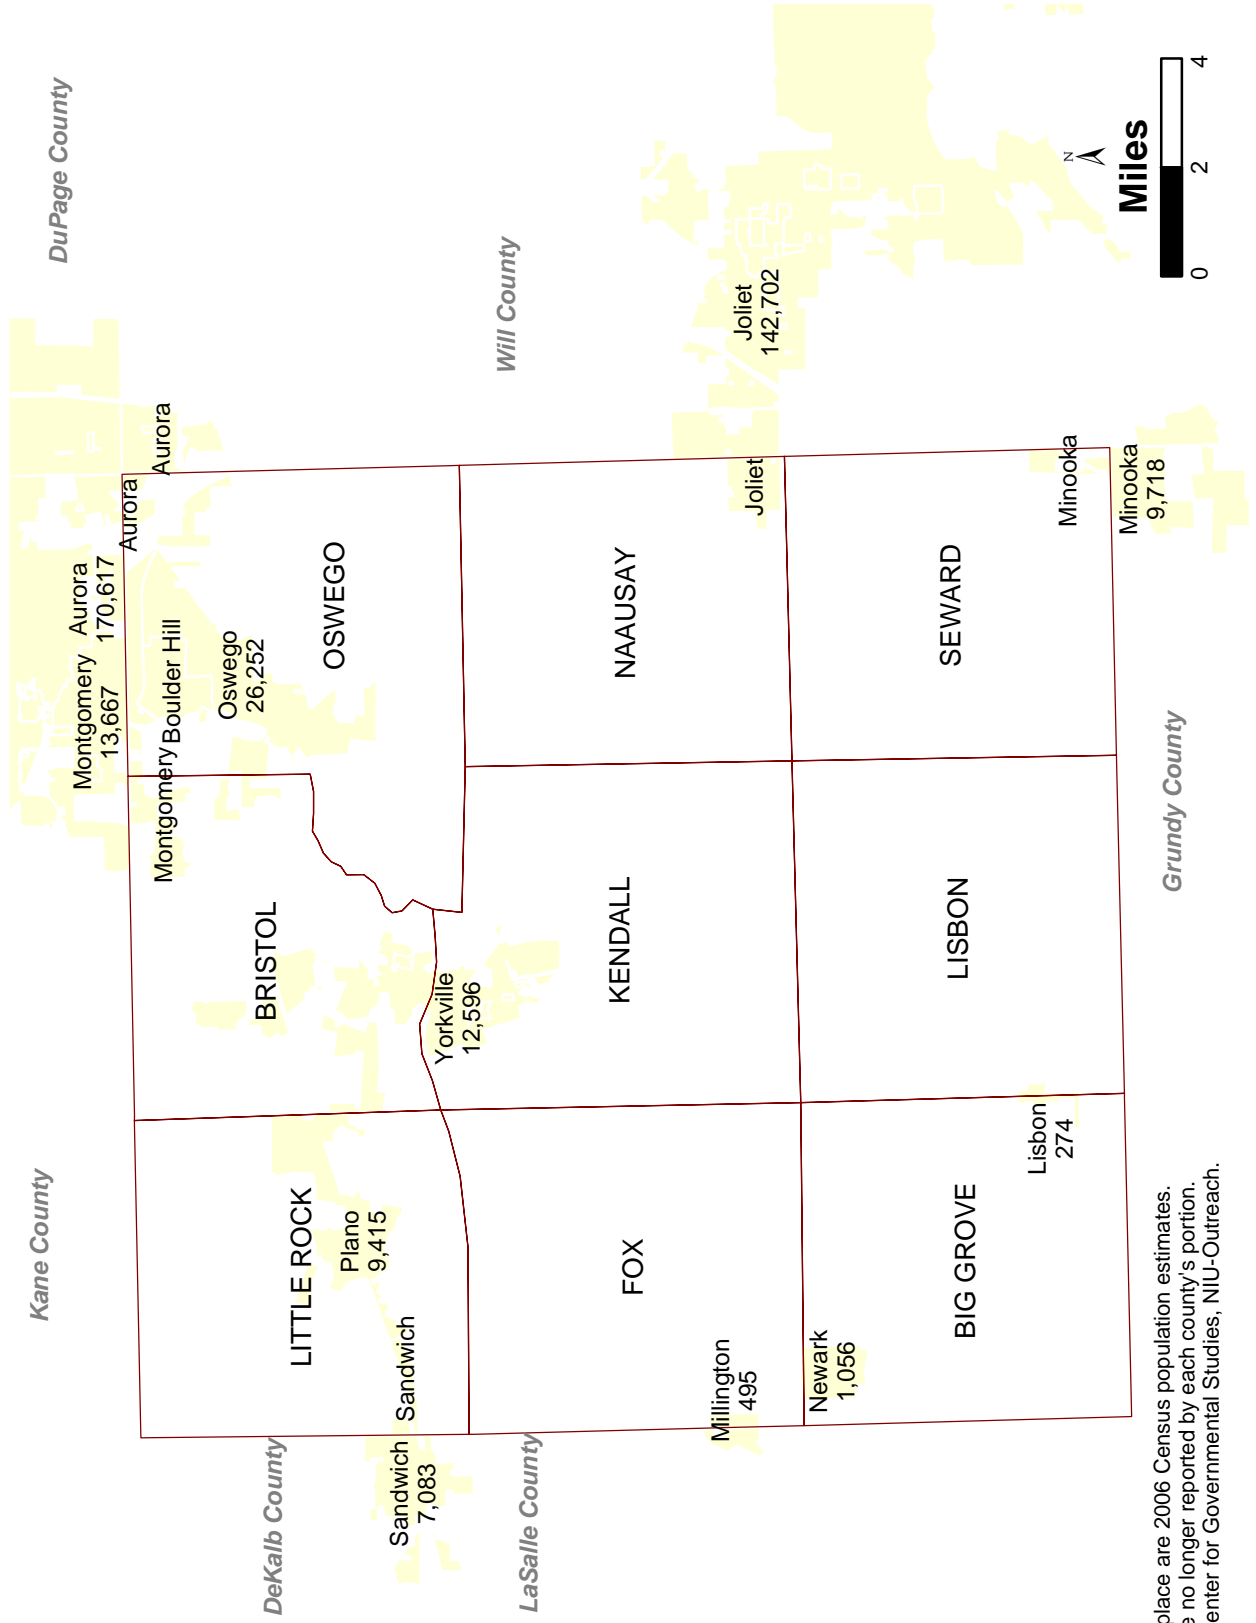 Kane County
DuPage County
DeKalb County
LaSalle County
Will County
Grundy County
Montgomery
13,667
Aurora
170,617
Aurora
Aurora
Montgomery
Boulder Hill
Oswego
26,252
OSWEGO
BRISTOL
LITTLE ROCK
Plano
9,415
Sandwich
Sandwich
7,083
Yorkville
12,596
KENDALL
NAAUSAY
FOX
Millington
495
Joliet
Joliet
142,702
Newark
1,056
BIG GROVE
LISBON
SEWARD
Lisbon
274
Minooka
Minooka
9,718
N
Miles
0 2 4
place are 2006 Census population estimates.
e no longer reported by each county's portion.
enter for Governmental Studies, NIU-Outreach.